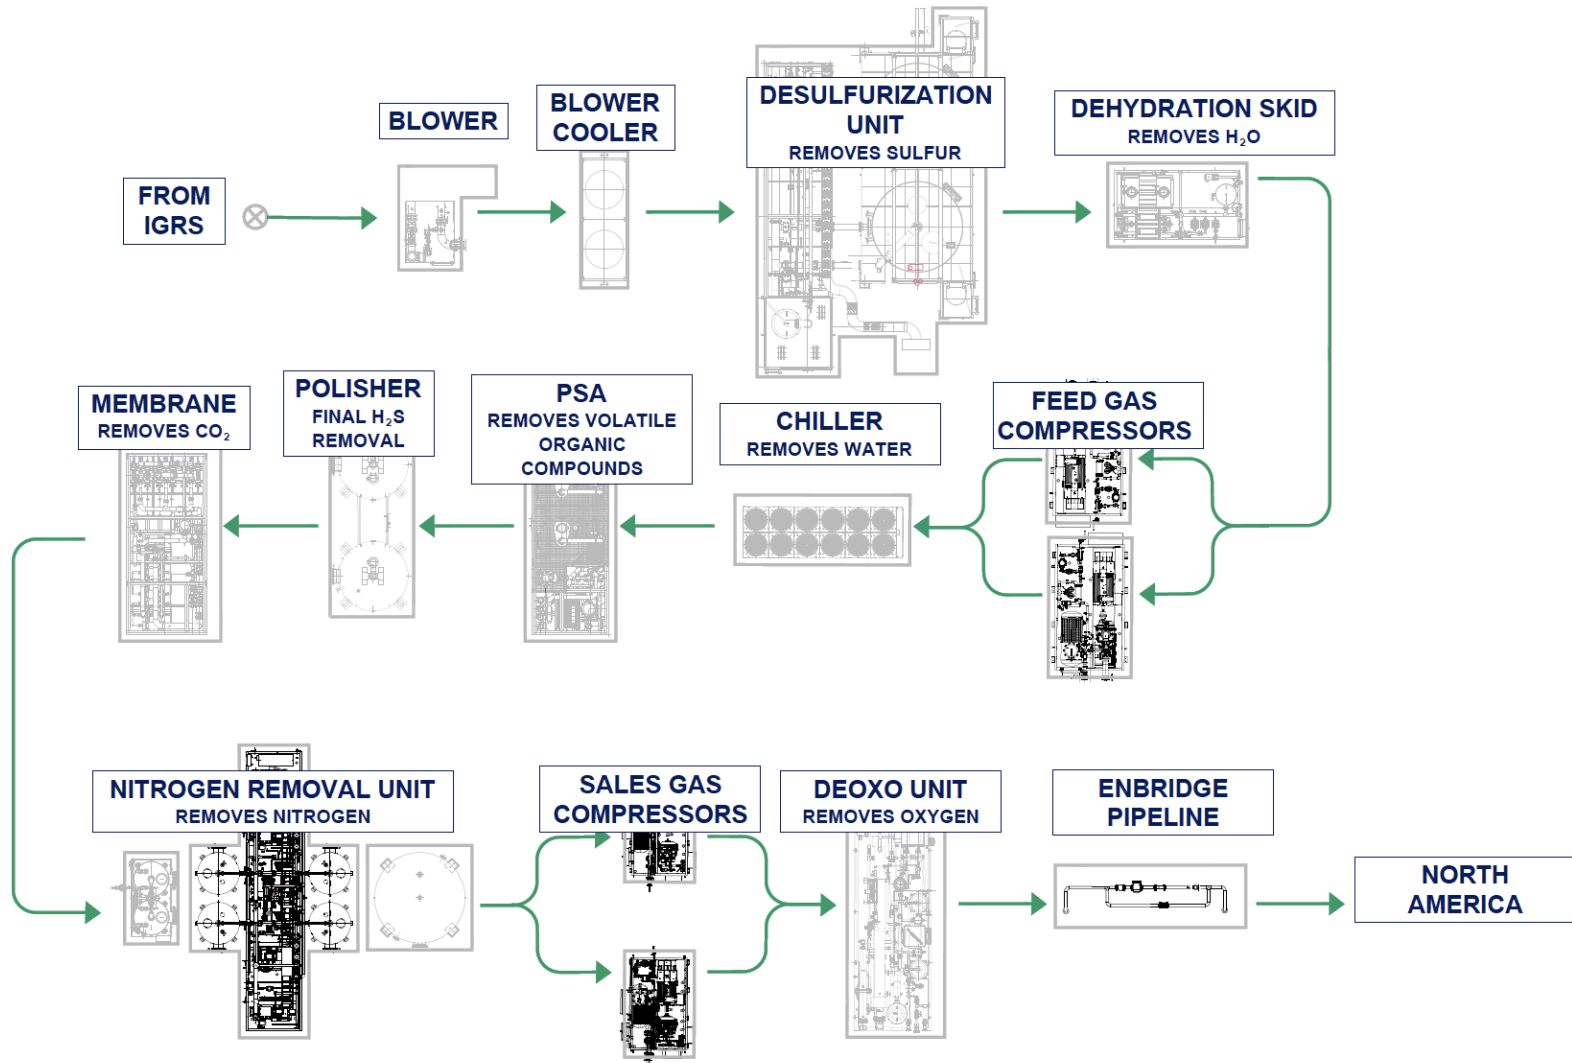 FROM
IGRS
BLOWER
BLOWER
COOLER
DESULFURIZATION
UNIT
REMOVES SULFUR
DEHYDRATION SKID
REMOVES H₂O
FEED GAS
COMPRESSORS
CHILLER
REMOVES WATER
PSA
REMOVES VOLATILE
ORGANIC
COMPOUNDS
POLISHER
FINAL H₂S
REMOVAL
MEMBRANE
REMOVES CO₂
NITROGEN REMOVAL UNIT
REMOVES NITROGEN
SALES GAS
COMPRESSORS
DEOXO UNIT
REMOVES OXYGEN
ENBRIDGE
PIPELINE
NORTH
AMERICA